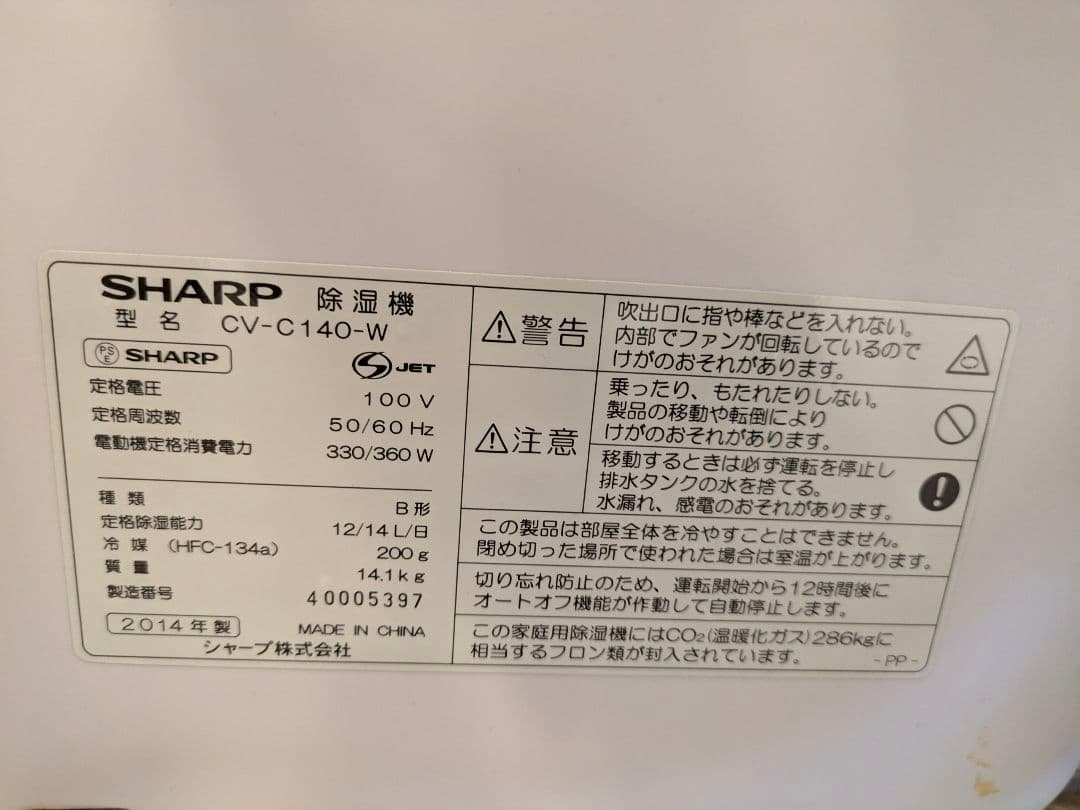 SHARP 除湿機
型名 CV-C140-W
PS E SHARP
S JET
定格電圧 100 V
定格周波数 50/60 Hz
電動機定格消費電力 330/360 W
種類 B形
定格除湿能力 12/14 L/日
冷媒 (HFC-134a) 200 g
質量 14.1 kg
製造番号 40005397
2014年製 MADE IN CHINA
シャープ株式会社
警告
吹出口に指や棒などを入れない。
内部でファンが回転しているので
けがのおそれがあります。
注意
乗ったり、もたれたりしない。
製品の移動や転倒により
けがのおそれがあります。
移動するときは必ず運転を停止し
排水タンクの水を捨てる。
水漏れ、感電のおそれがあります。
この製品は部屋全体を冷やすことはできません。
閉め切った場所で使われた場合は室温が上がります。
切り忘れ防止のため、運転開始から12時間後に
オートオフ機能が作動して自動停止します。
この家庭用除湿機にはCO₂(温暖化ガス)286kgに
相当するフロン類が封入されています。
-PP-